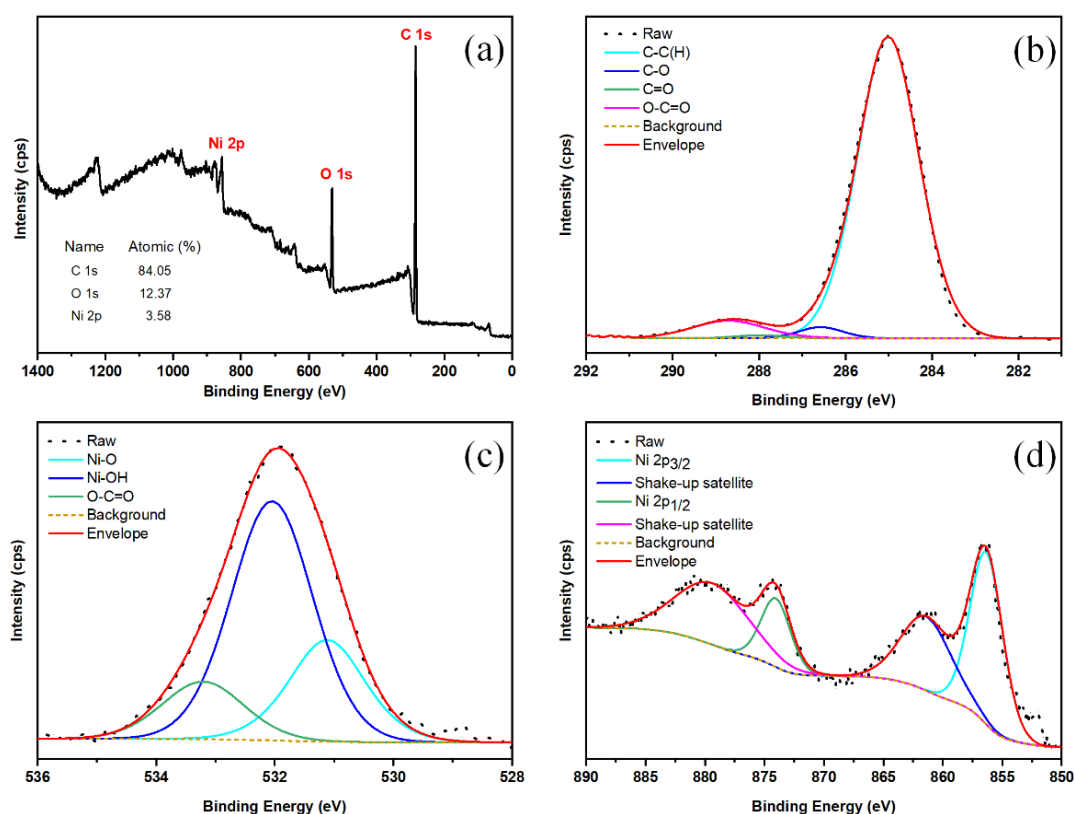 (a)
C 1s
Ni 2p
O 1s
Name Atomic (%)
C 1s 84.05
O 1s 12.37
Ni 2p 3.58
Intensity (cps)
1400 1200 1000 800 600 400 200 0
Binding Energy (eV)
(b)
Raw
C-C(H)
C-O
C=O
O-C=O
Background
Envelope
Intensity (cps)
292 290 288 286 284 282
Binding Energy (eV)
(c)
Raw
Ni-O
Ni-OH
O-C=O
Background
Envelope
Intensity (cps)
536 534 532 530 528
Binding Energy (eV)
(d)
Raw
Ni 2p3/2
Shake-up satellite
Ni 2p1/2
Shake-up satellite
Background
Envelope
Intensity (cps)
890 885 880 875 870 865 860 855 850
Binding Energy (eV)